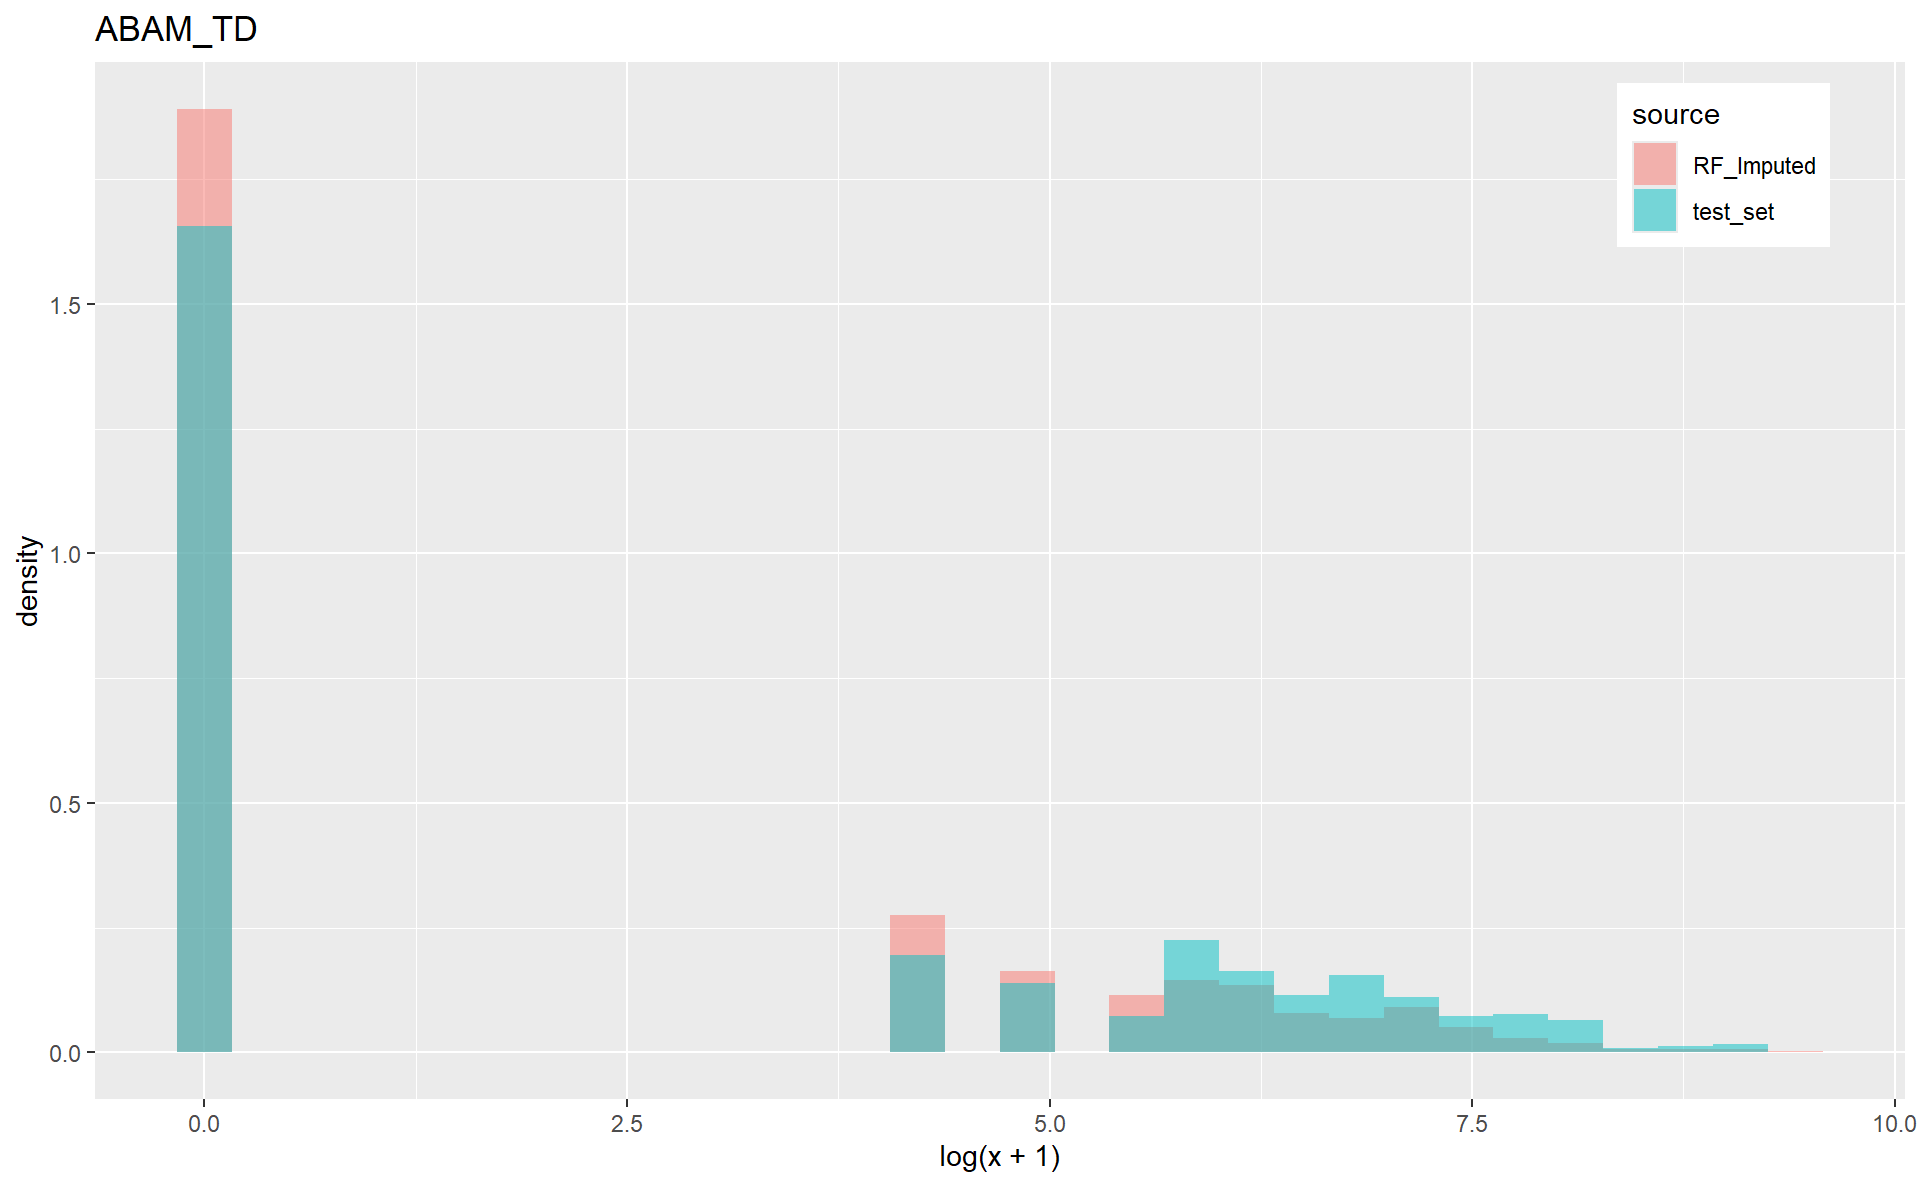 ABAM_TD
source
RF_Imputed
test_set
density
1.5
1.0
0.5
0.0
0.0 2.5 5.0 7.5 10.0
log(x + 1)